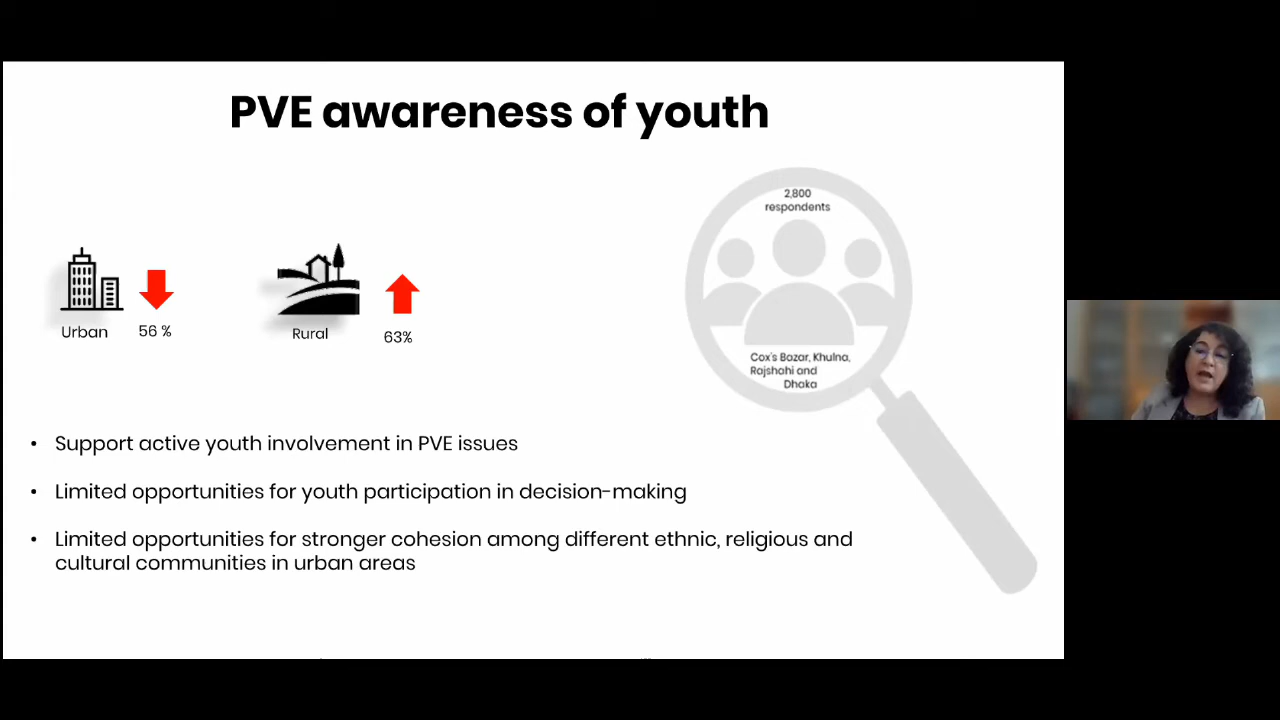 PVE awareness of youth
2,800
respondents
Urban
56 %
Rural
63%
Cox's Bazar, Khulna,
Rajshahi and
Dhaka
• Support active youth involvement in PVE issues
• Limited opportunities for youth participation in decision-making
• Limited opportunities for stronger cohesion among different ethnic, religious and
cultural communities in urban areas